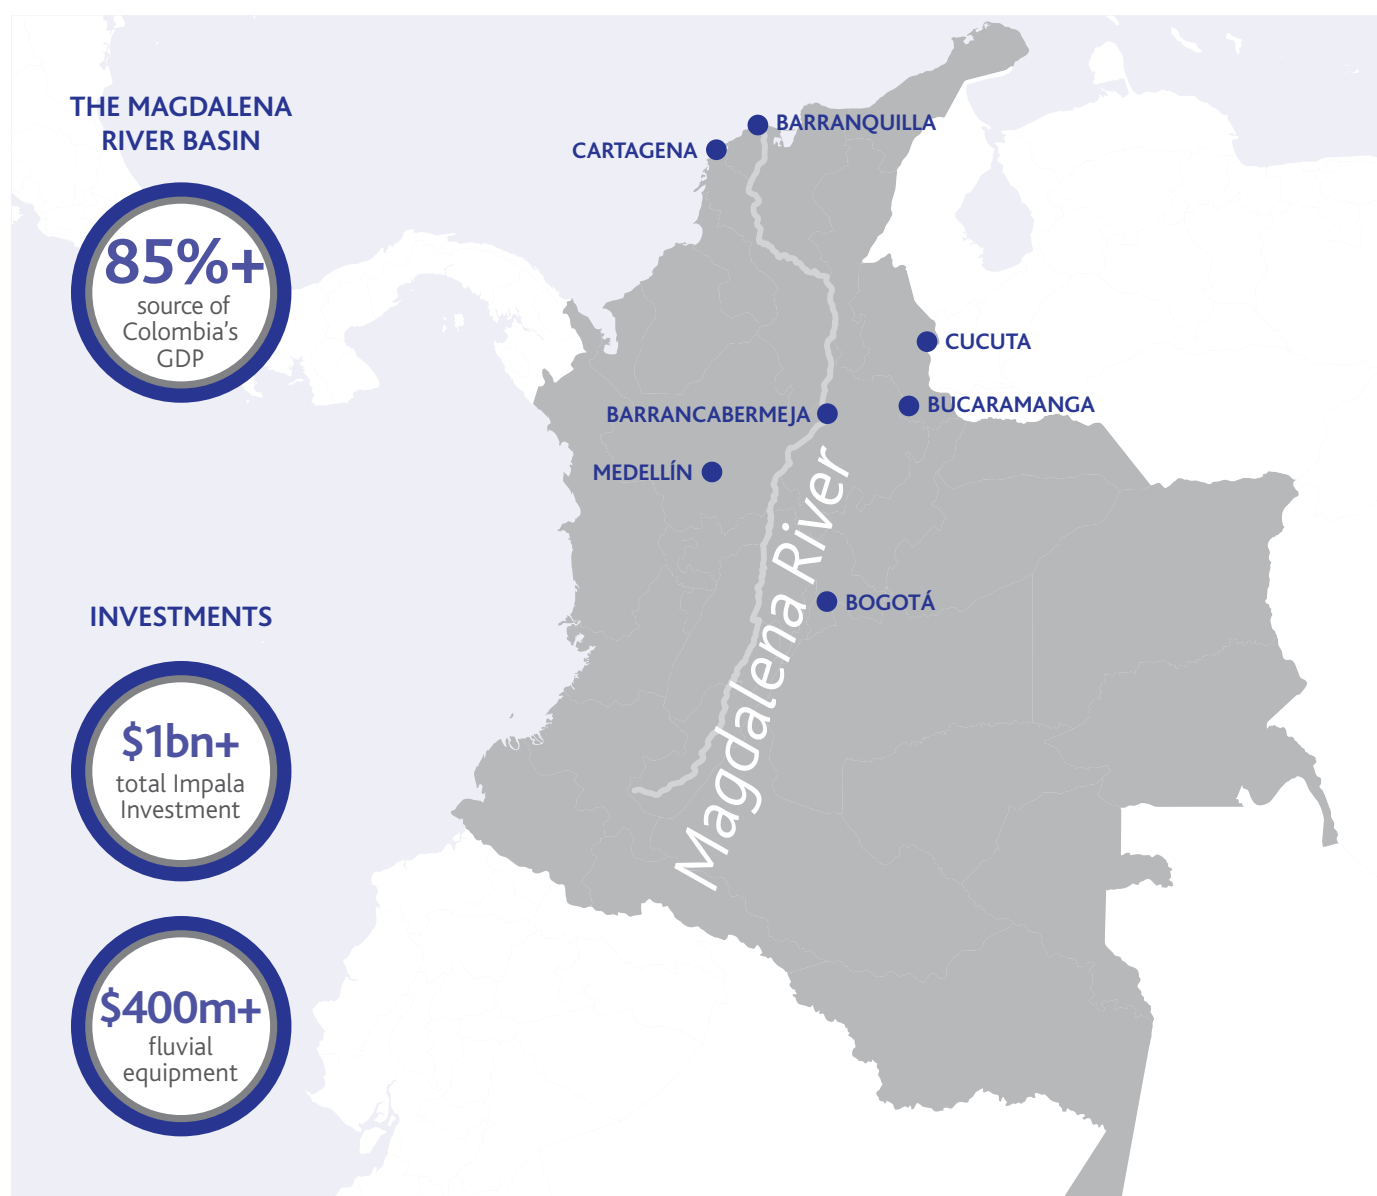 THE MAGDALENA
RIVER BASIN
85%+
source of
Colombia's
GDP
INVESTMENTS
$1bn+
total Impala
Investment
$400m+
fluvial
equipment
BARRANQUILLA
CARTAGENA
CUCUTA
BUCARAMANGA
BARRANCABERMEJA
MEDELLÍN
BOGOTÁ
Magdalena River